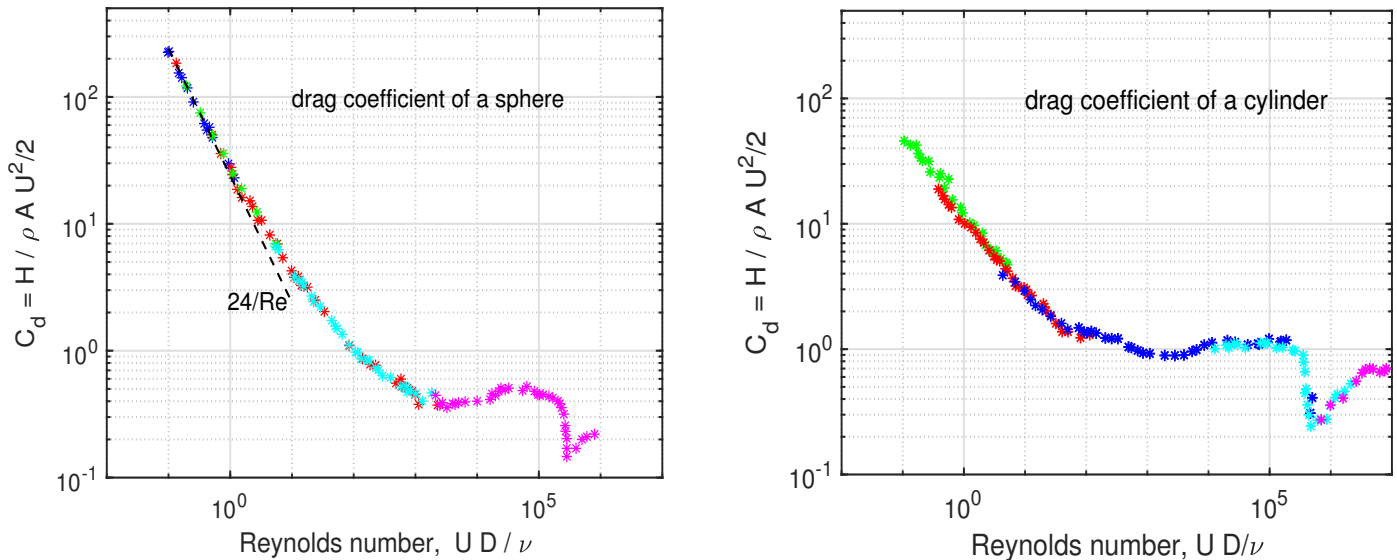 drag coefficient of a sphere
24/Re
10^2
10^1
10^0
10^-1
10^0
10^5
C_d = H / ρ A U^2/2
Reynolds number, U D / ν
drag coefficient of a cylinder
10^2
10^1
10^0
10^-1
10^0
10^5
C_d = H / ρ A U^2/2
Reynolds number, U D/ν